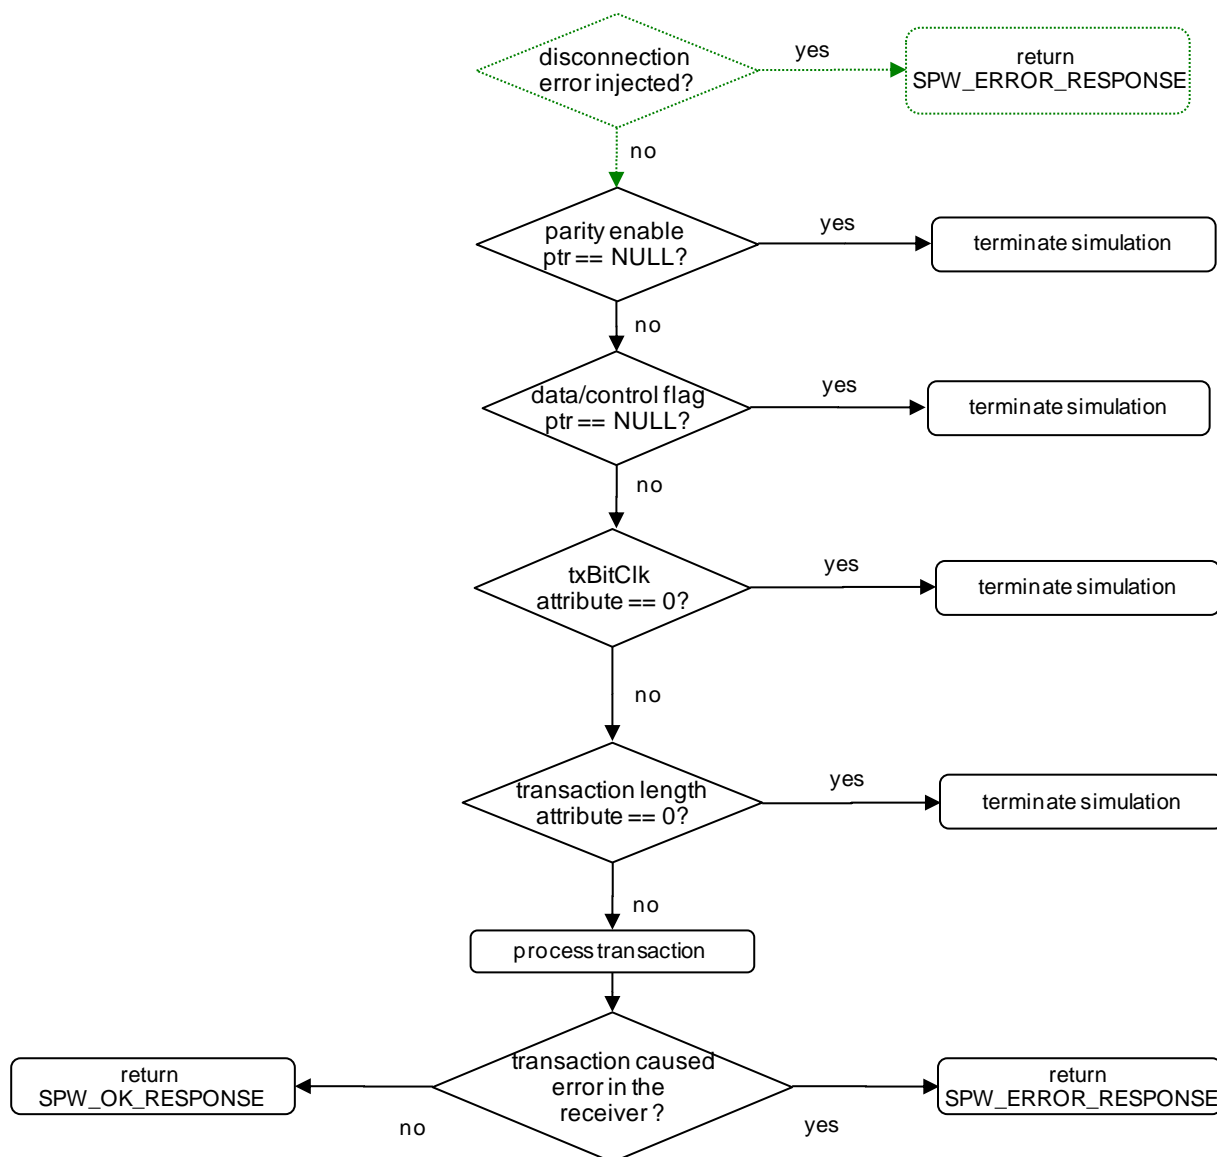 disconnection
error injected?
yes
return
SPW_ERROR_RESPONSE
no
parity enable
ptr == NULL?
yes
terminate simulation
no
data/control flag
ptr == NULL?
yes
terminate simulation
no
txBitClk
attribute == 0?
yes
terminate simulation
no
transaction length
attribute == 0?
yes
terminate simulation
no
process transaction
return
SPW_OK_RESPONSE
no
transaction caused
error in the
receiver ?
yes
return
SPW_ERROR_RESPONSE